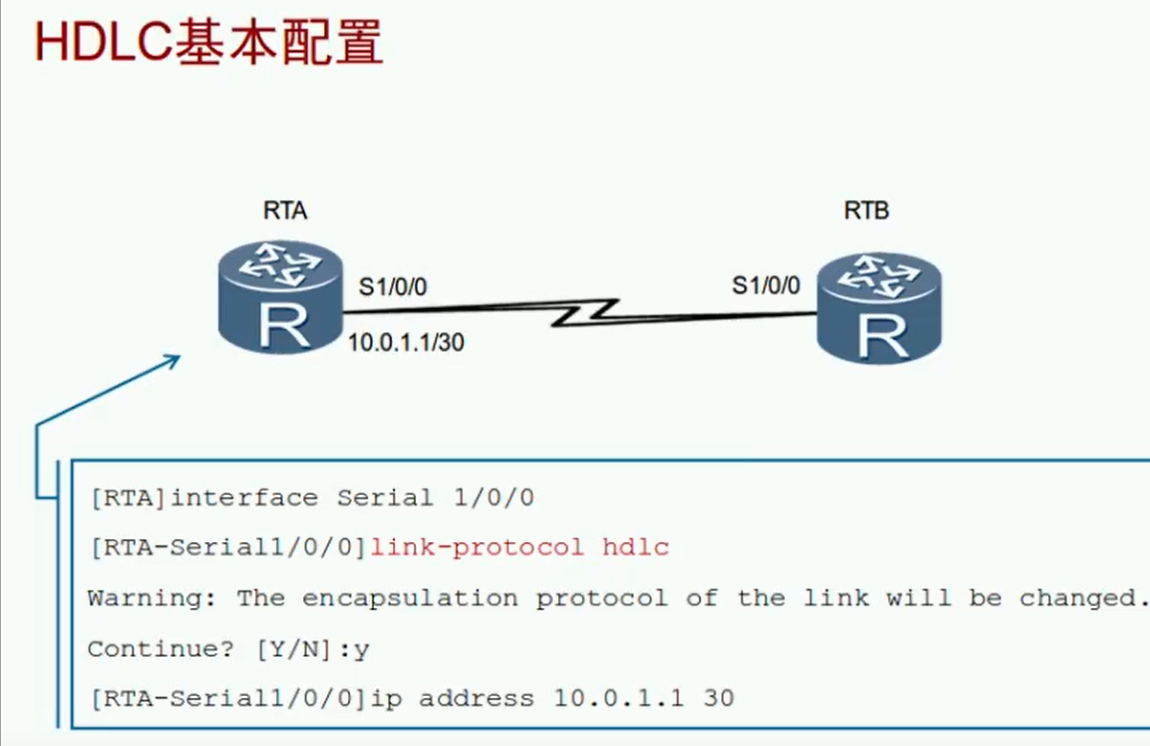 HDLC基本配置
RTA
RTB
S1/0/0
S1/0/0
10.0.1.1/30
R
R
[RTA]interface Serial 1/0/0
[RTA-Serial1/0/0]link-protocol hdlc
Warning: The encapsulation protocol of the link will be changed.
Continue? [Y/N]:y
[RTA-Serial1/0/0]ip address 10.0.1.1 30